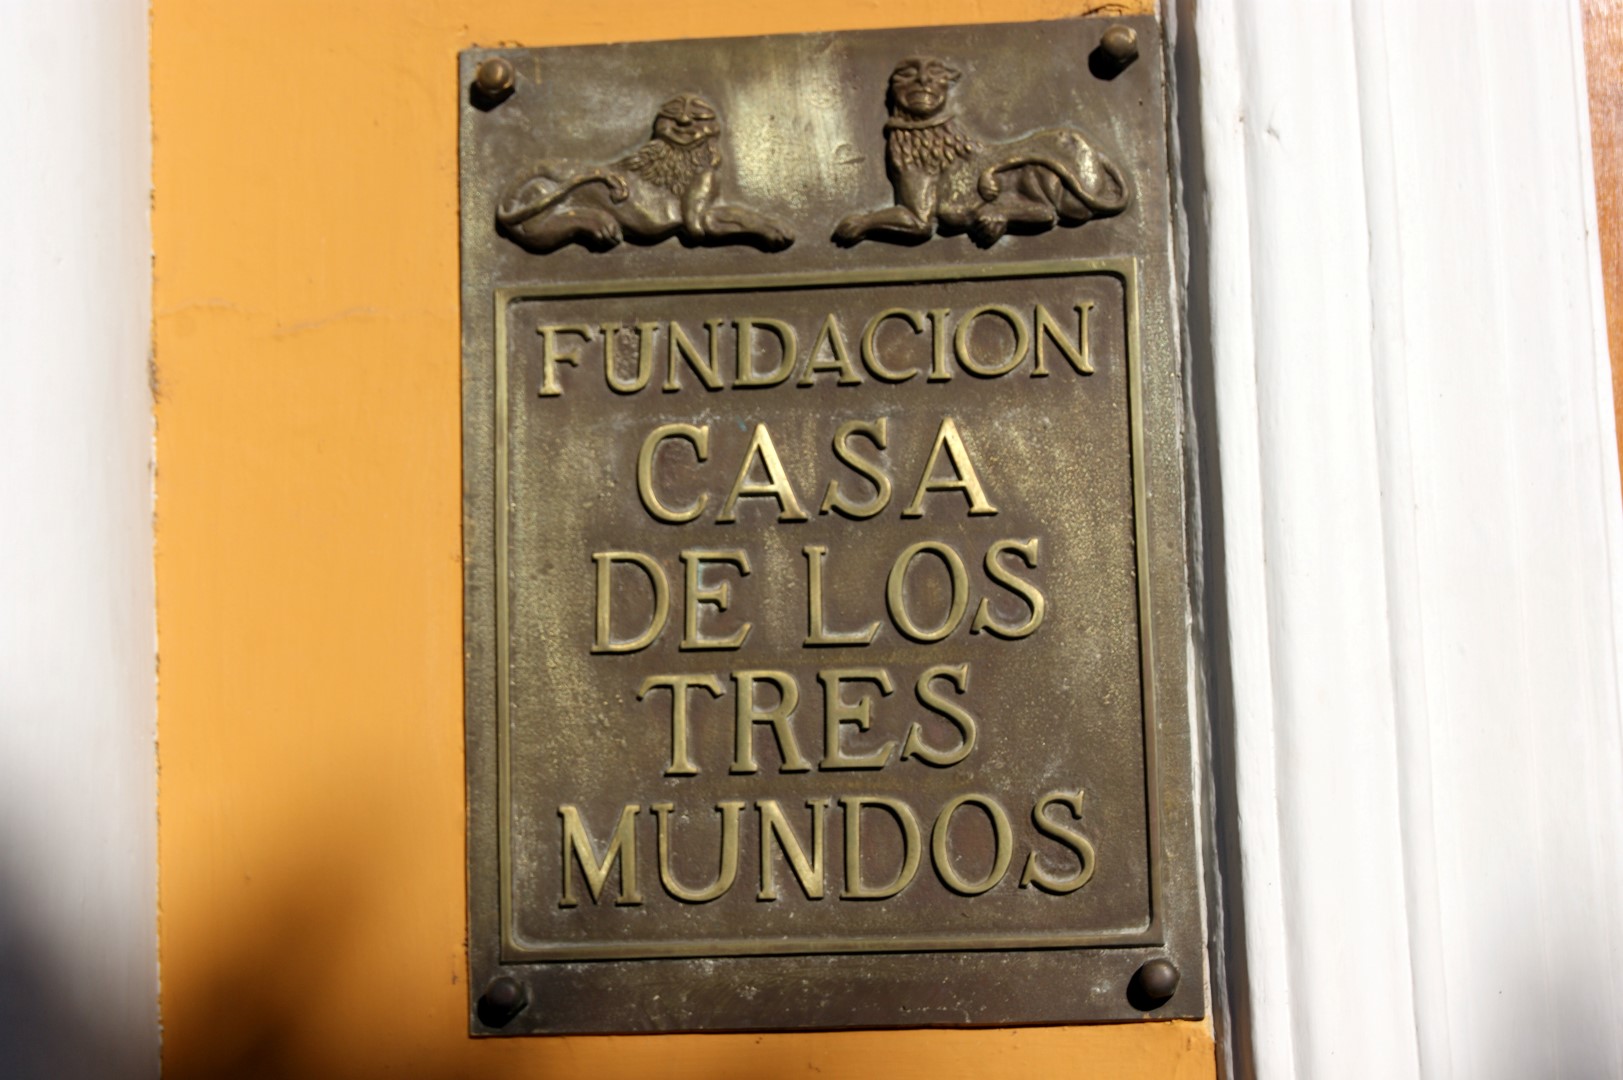 FUNDACION
CASA
DE LOS
TRES
MUNDOS